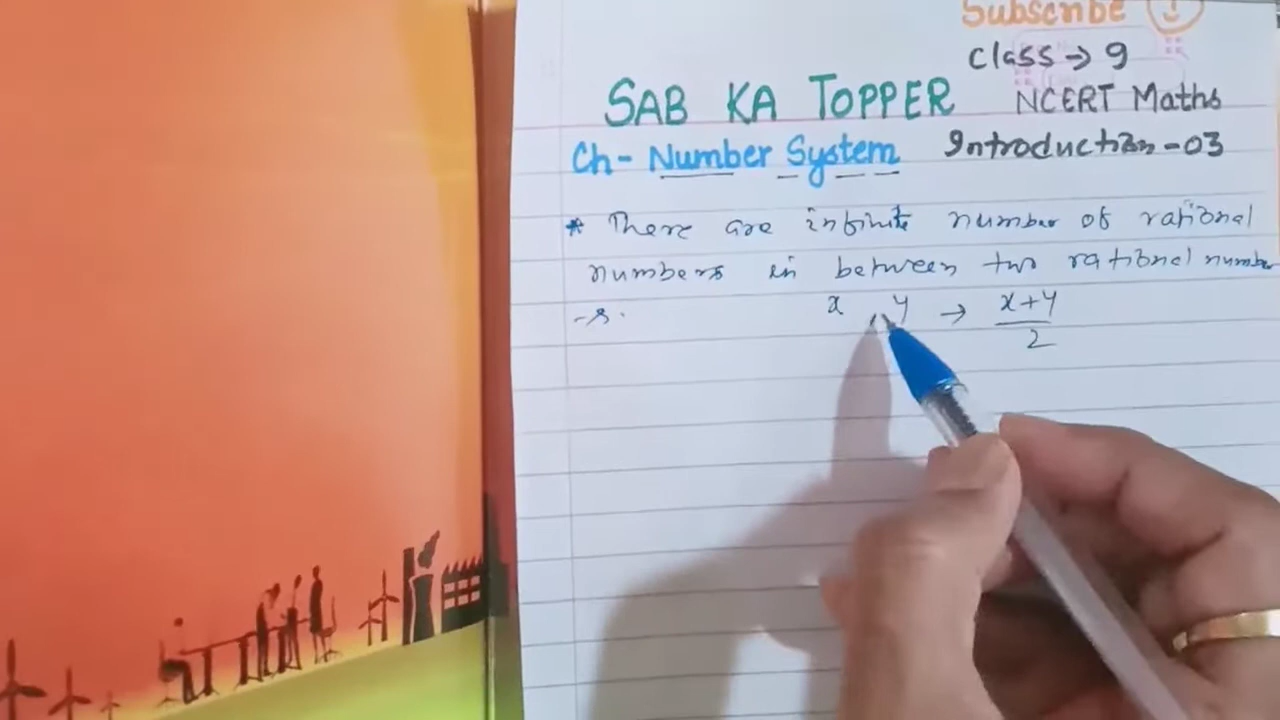 Subscribe
Class → 9
SAB KA TOPPER NCERT Maths
Ch- Number System Introduction-03
* There are infinite number of rational
numbers in between two rational number
-s.
x , y → x+y
2